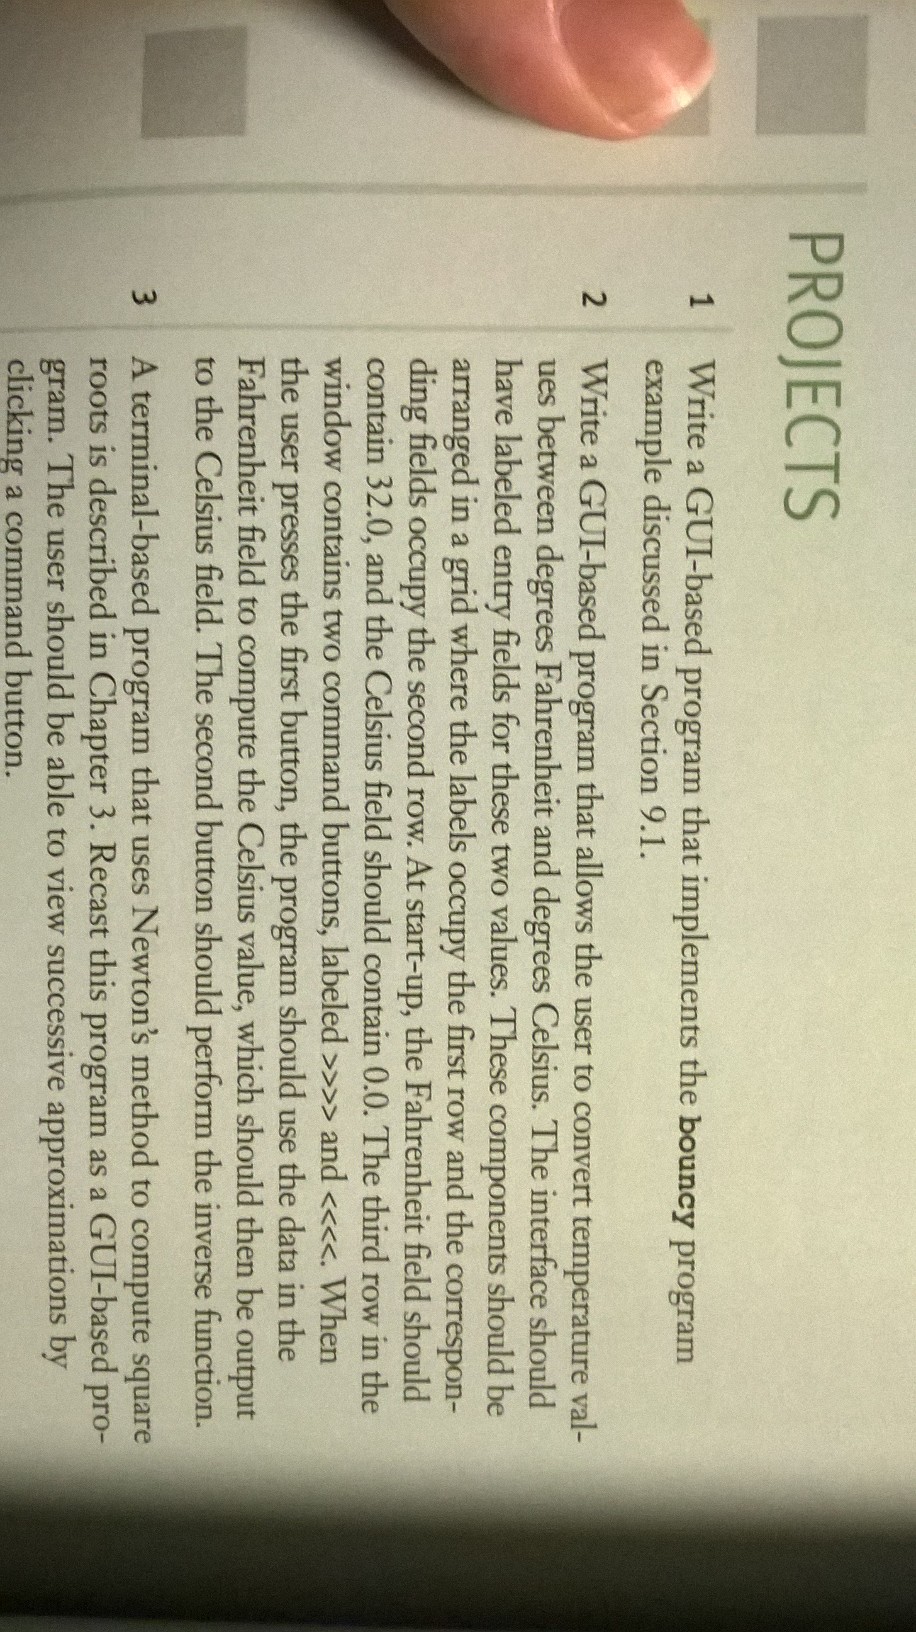 PROJECTS
1 Write a GUI-based program that implements the bouncy program
example discussed in Section 9.1.
2 Write a GUI-based program that allows the user to convert temperature val-
ues between degrees Fahrenheit and degrees Celsius. The interface should
have labeled entry fields for these two values. These components should be
arranged in a grid where the labels occupy the first row and the correspon-
ding fields occupy the second row. At start-up, the Fahrenheit field should
contain 32.0, and the Celsius field should contain 0.0. The third row in the
window contains two command buttons, labeled >>>> and <<<<. When
the user presses the first button, the program should use the data in the
Fahrenheit field to compute the Celsius value, which should then be output
to the Celsius field. The second button should perform the inverse function.
3 A terminal-based program that uses Newton's method to compute square
roots is described in Chapter 3. Recast this program as a GUI-based pro-
gram. The user should be able to view successive approximations by
clicking a command button.